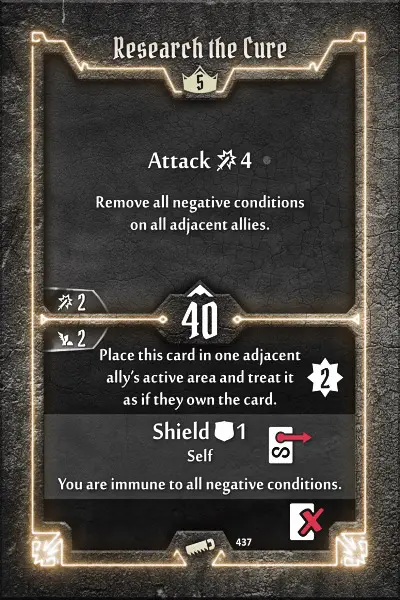 Research the Cure
5
Attack 4
Remove all negative conditions
on all adjacent allies.
2
40
2
Place this card in one adjacent
ally's active area and treat it
as if they own the card.
2
Shield 1
Self
You are immune to all negative conditions.
437